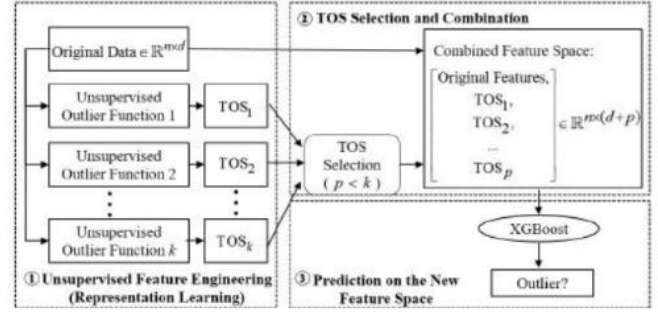 ② TOS Selection and Combination
Original Data ∈ ℝⁿˣᵈ
Combined Feature Space:
Original Features,
TOS₁,
TOS₂,
...
TOSₚ
∈ ℝⁿˣ⁽ᵈ⁺ᵖ⁾
Unsupervised
Outlier Function 1
TOS₁
Unsupervised
Outlier Function 2
TOS₂
Unsupervised
Outlier Function k
TOSₖ
TOS
Selection
( p < k )
① Unsupervised Feature Engineering
(Representation Learning)
XGBoost
Outlier?
③ Prediction on the New
Feature Space